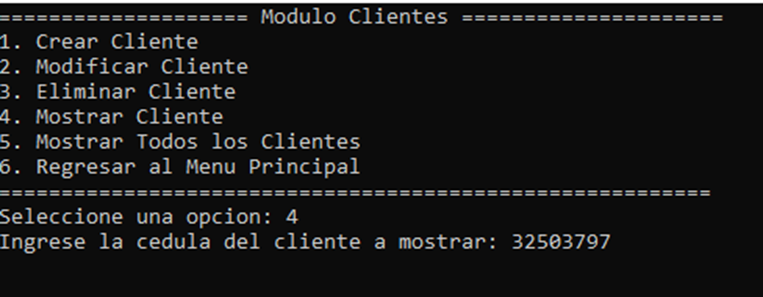 ==================== Modulo Clientes =====================
1. Crear Cliente
2. Modificar Cliente
3. Eliminar Cliente
4. Mostrar Cliente
5. Mostrar Todos los Clientes
6. Regresar al Menu Principal
=========================================================
Seleccione una opcion: 4
Ingrese la cedula del cliente a mostrar: 32503797